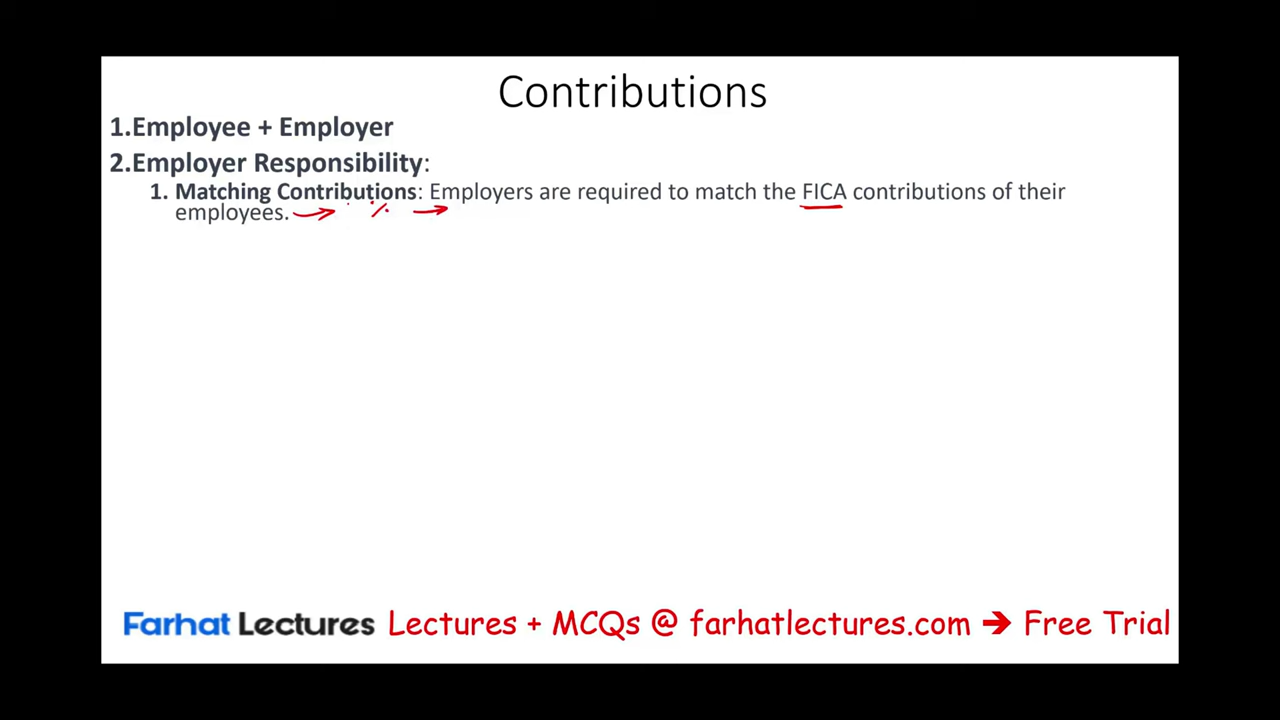 Contributions
1.Employee + Employer
2.Employer Responsibility:
1. Matching Contributions: Employers are required to match the FICA contributions of their
employees. → % →
Farhat Lectures Lectures + MCQs @ farhatlectures.com → Free Trial